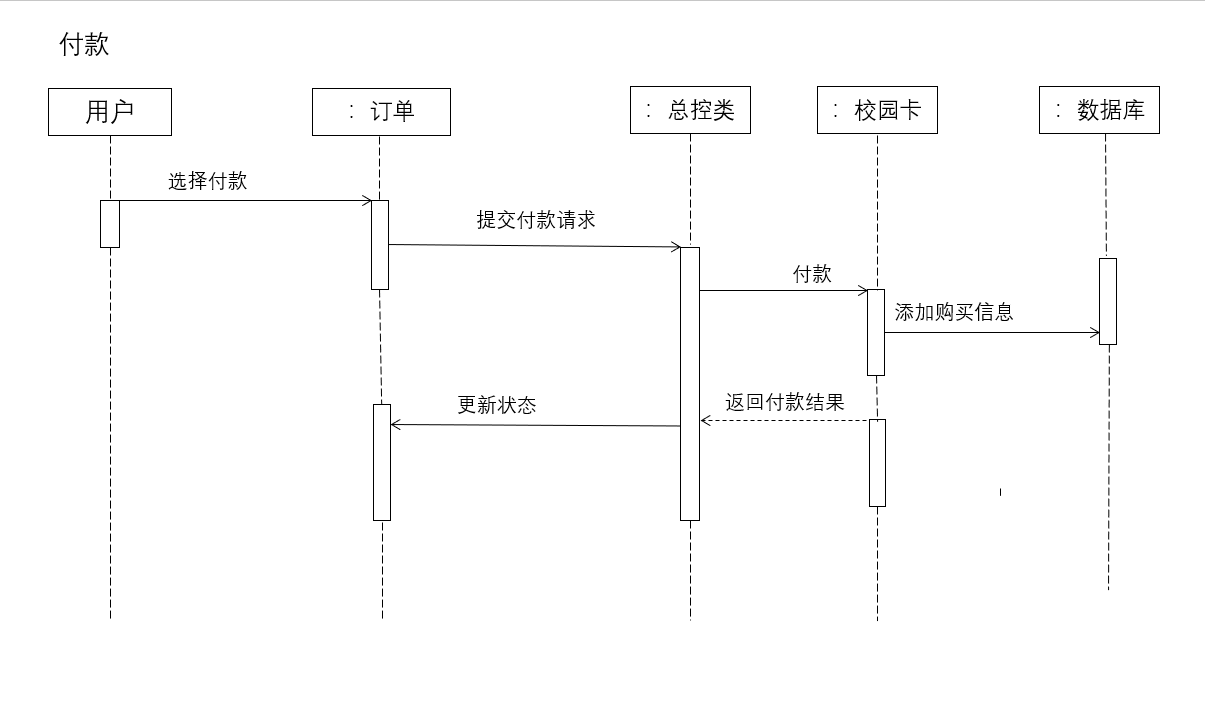 付款
用户
：订单
：总控类
：校园卡
：数据库
选择付款
提交付款请求
付款
添加购买信息
返回付款结果
更新状态